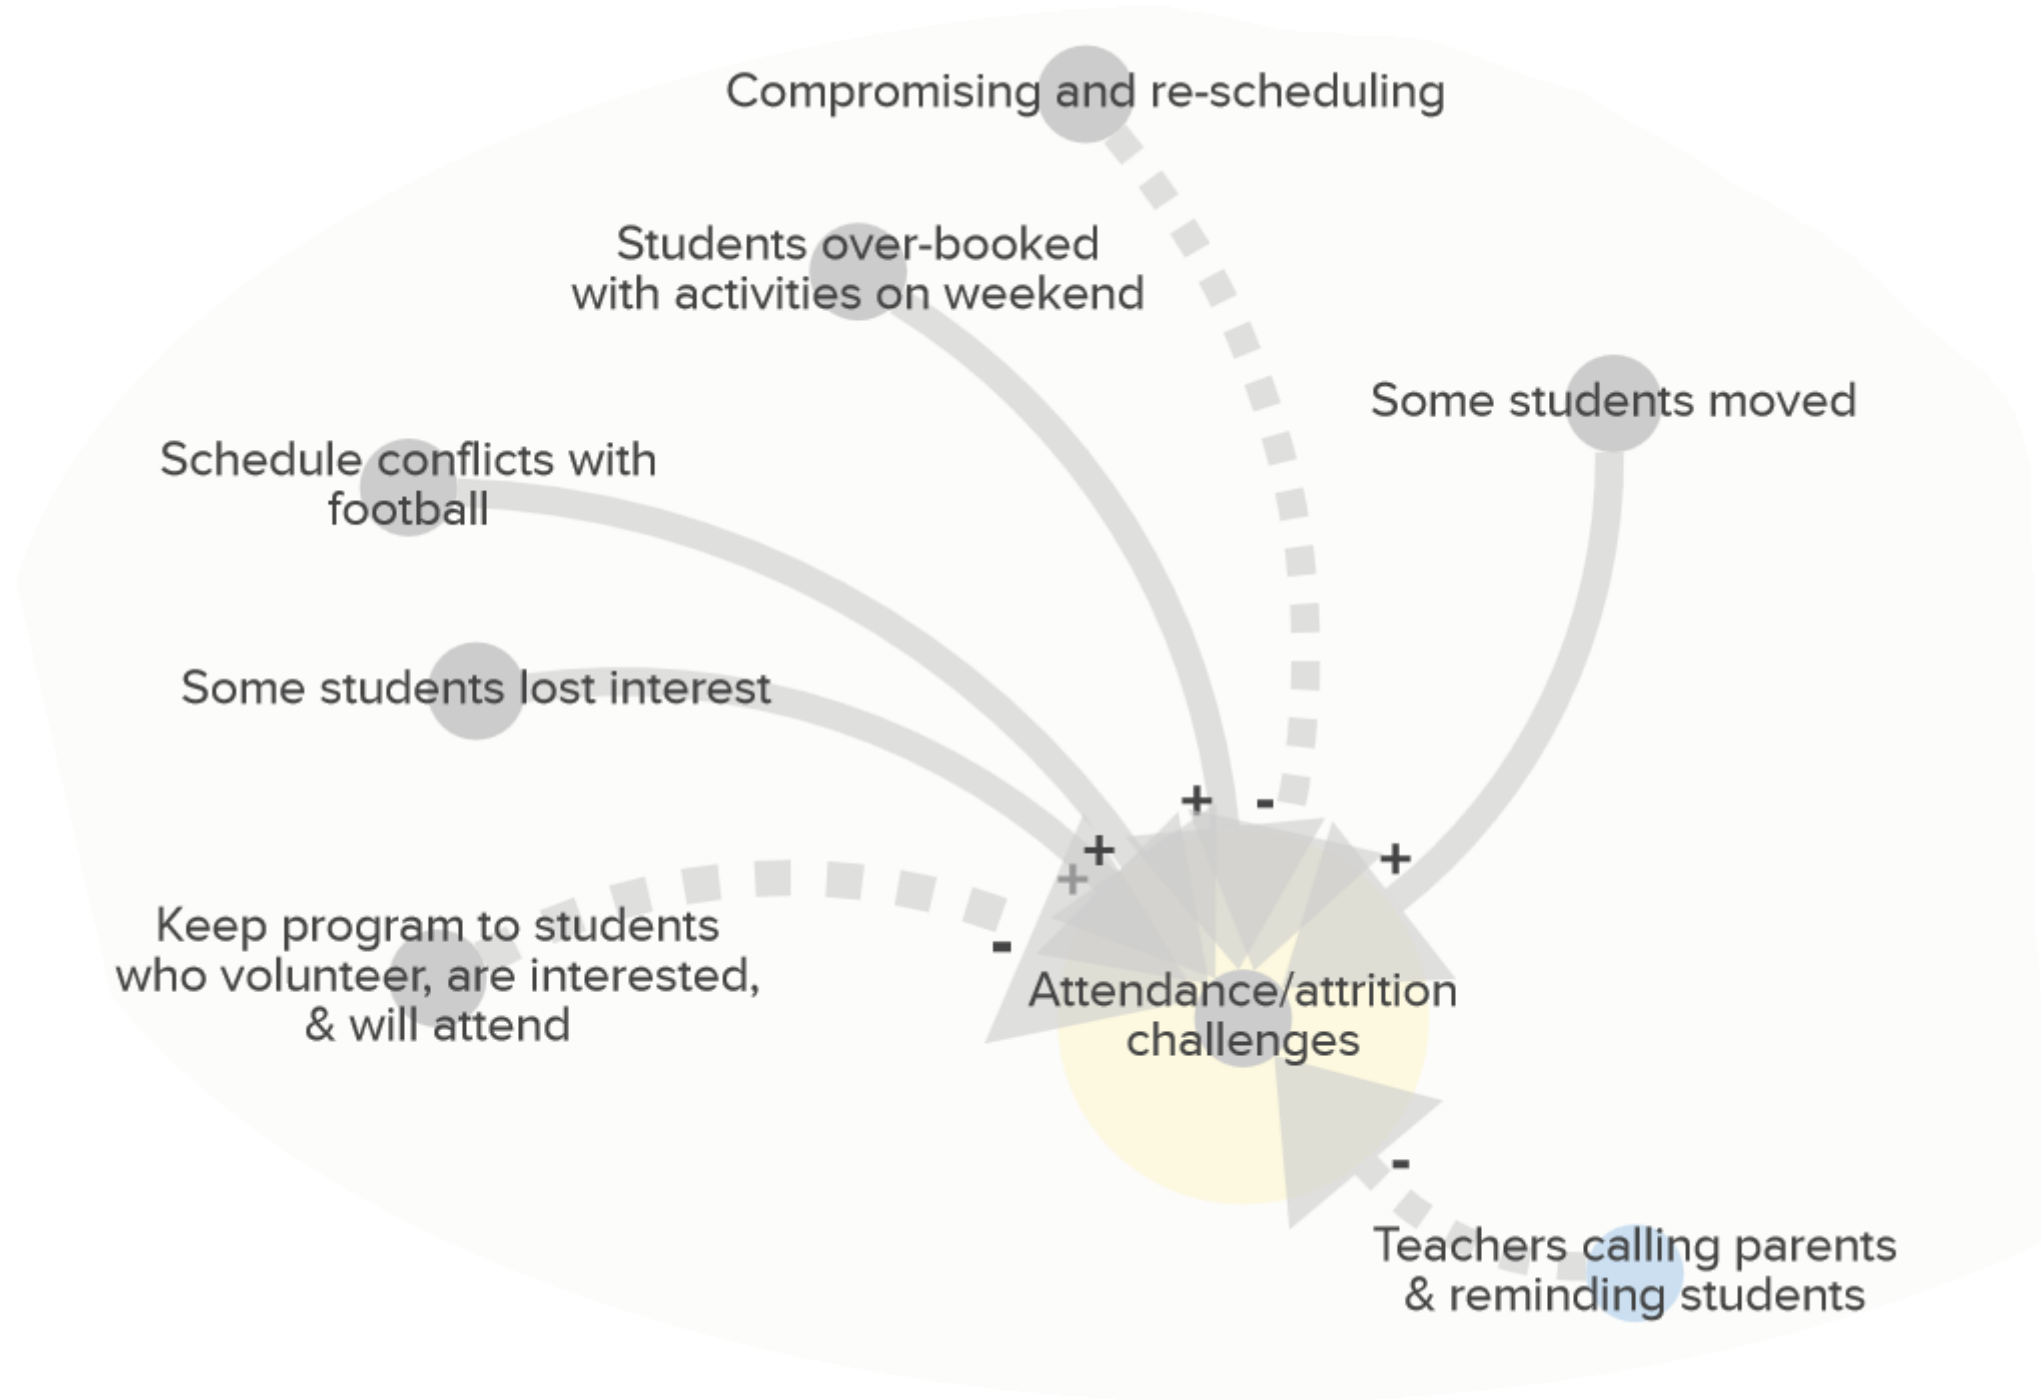 Compromising and re-scheduling
Students over-booked
with activities on weekend
Some students moved
Schedule conflicts with
football
Some students lost interest
+ -
+
+
+
Keep program to students
who volunteer, are interested,
& will attend
-
Attendance/attrition
challenges
-
Teachers calling parents
& reminding students